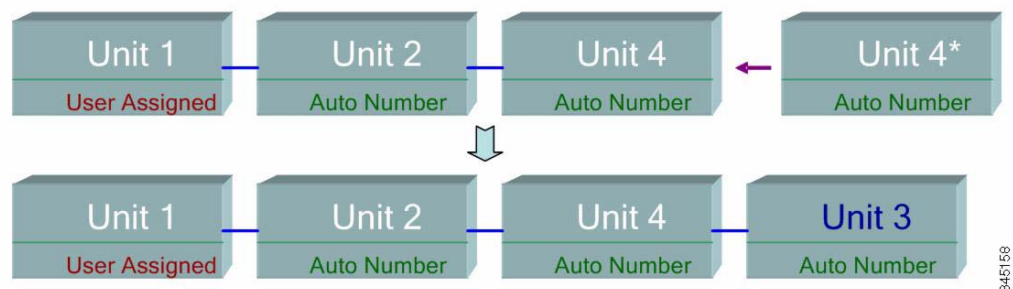 Unit 1 Unit 2 Unit 4 Unit 4*
User Assigned Auto Number Auto Number Auto Number
Unit 1 Unit 2 Unit 4 Unit 3
User Assigned Auto Number Auto Number Auto Number
345158